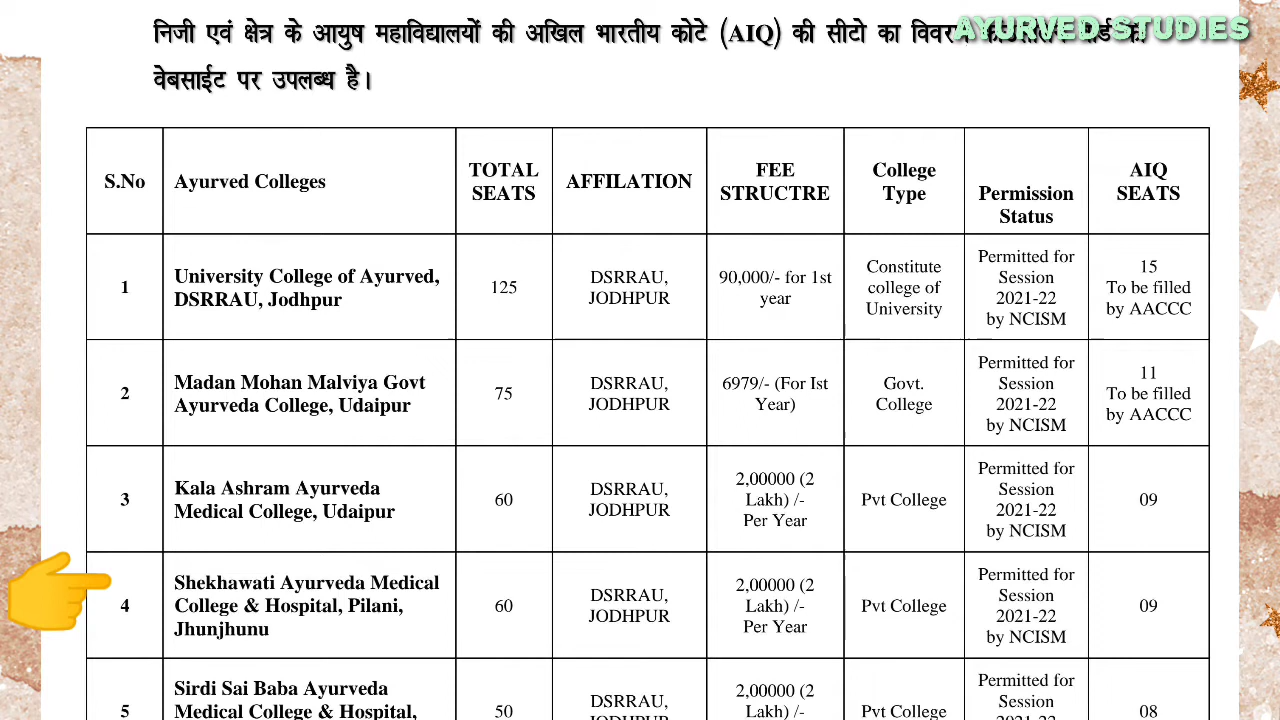 निजी एवं क्षेत्र के आयुष महाविद्यालयों की अखिल भारतीय कोटे (AIQ) की सीटो का विवरण
AYURVED STUDIES
वेबसाईट पर उपलब्ध है।
S.No
Ayurved Colleges
TOTAL
SEATS
AFFILATION
FEE
STRUCTRE
College
Type
Permission
Status
AIQ
SEATS
1
University College of Ayurved,
DSRRAU, Jodhpur
125
DSRRAU,
JODHPUR
90,000/- for 1st
year
Constitute
college of
University
Permitted for
Session
2021-22
by NCISM
15
To be filled
by AACCC
2
Madan Mohan Malviya Govt
Ayurveda College, Udaipur
75
DSRRAU,
JODHPUR
6979/- (For Ist
Year)
Govt.
College
Permitted for
Session
2021-22
by NCISM
11
To be filled
by AACCC
3
Kala Ashram Ayurveda
Medical College, Udaipur
60
DSRRAU,
JODHPUR
2,00000 (2
Lakh) /-
Per Year
Pvt College
Permitted for
Session
2021-22
by NCISM
09
4
Shekhawati Ayurveda Medical
College & Hospital, Pilani,
Jhunjhunu
60
DSRRAU,
JODHPUR
2,00000 (2
Lakh) /-
Per Year
Pvt College
Permitted for
Session
2021-22
by NCISM
09
5
Sirdi Sai Baba Ayurveda
Medical College & Hospital,
50
DSRRAU,
JODHPUR
2,00000 (2
Lakh) /-
Pvt College
Permitted for
Session
2021-22
08